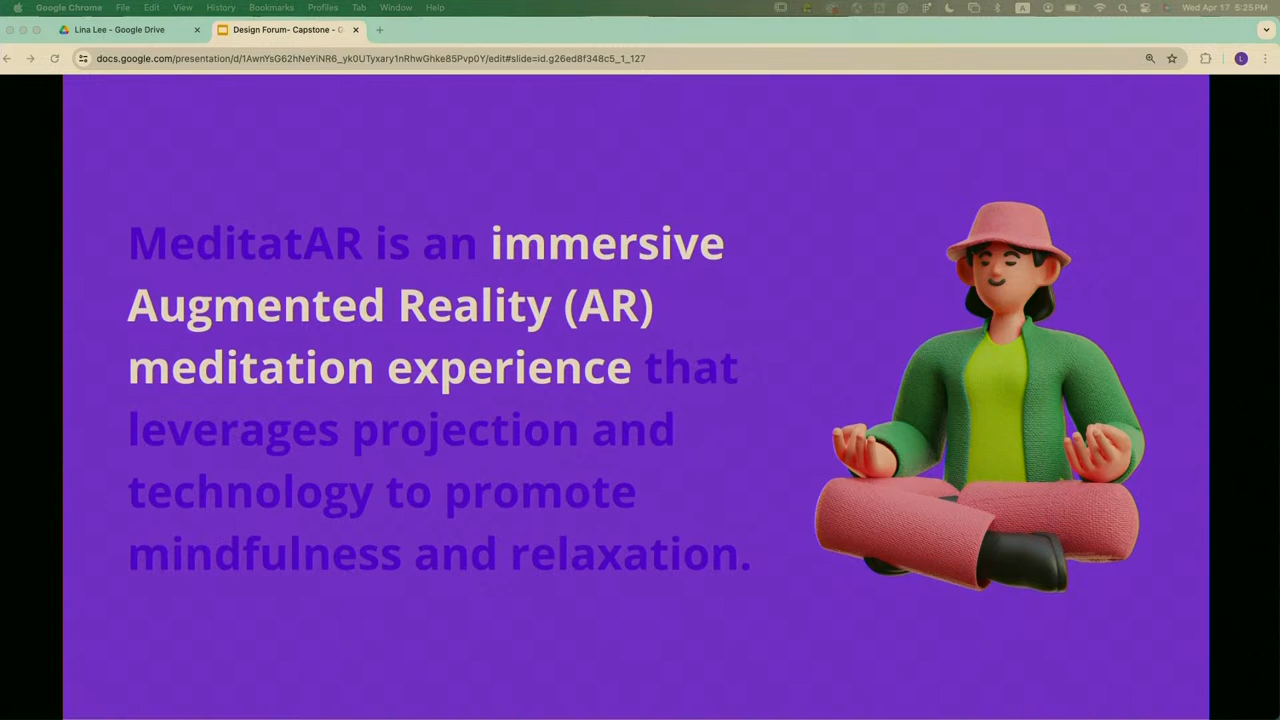 Google Chrome File Edit View History Bookmarks Profiles Tab Window Help A Wed Apr 17 5:25 PM
Lina Lee - Google Drive Design Forum- Capstone - G
docs.google.com/presentation/d/1AwnYsG62hNeYiNR6_yk0UTyxary1nRhwGhke85Pvp0Y/edit#slide=id.g26ed8f348c5_1_127 L
MeditatAR is an immersive
Augmented Reality (AR)
meditation experience that
leverages projection and
technology to promote
mindfulness and relaxation.